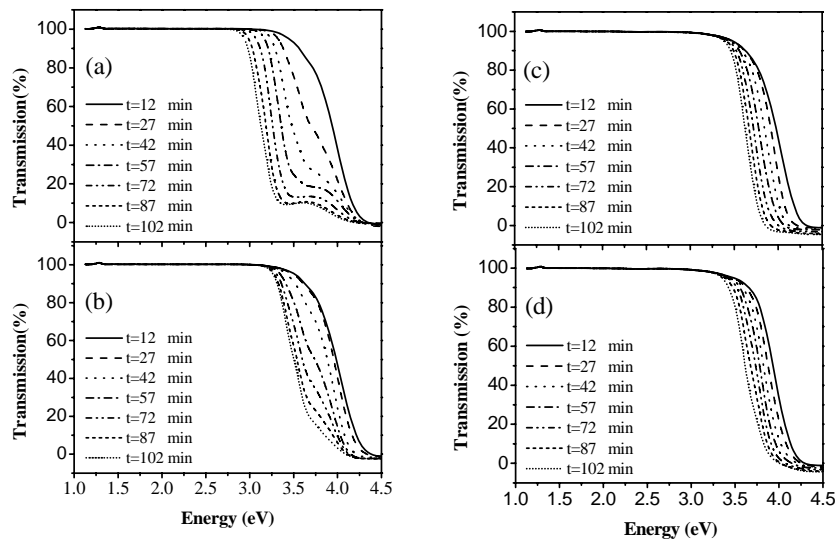 Transmission(%)
100
80
60
40
20
0
(a)
t=12 min
t=27 min
t=42 min
t=57 min
t=72 min
t=87 min
t=102 min
Transmission(%)
100
80
60
40
20
0
(b)
t=12 min
t=27 min
t=42 min
t=57 min
t=72 min
t=87 min
t=102 min
1.0 1.5 2.0 2.5 3.0 3.5 4.0 4.5
Energy (eV)
Transmission(%)
100
80
60
40
20
0
(c)
t=12 min
t=27 min
t=42 min
t=57 min
t=72 min
t=87 min
t=102 min
Transmission (%)
100
80
60
40
20
0
(d)
t=12 min
t=27 min
t=42 min
t=57 min
t=72 min
t=87 min
t=102 min
1.0 1.5 2.0 2.5 3.0 3.5 4.0 4.5
Energy (eV)